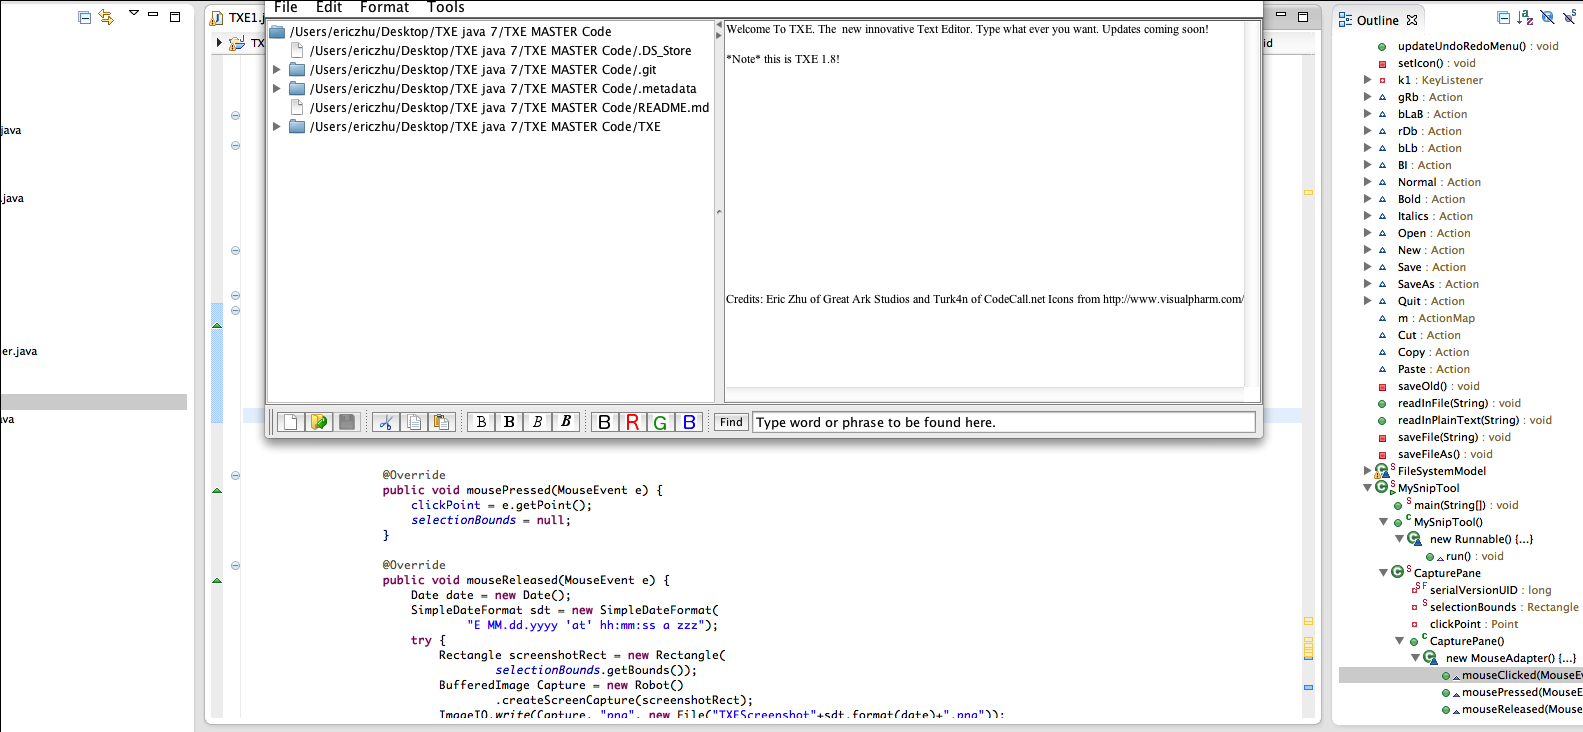 java
.java
er.java
va
TXE1.j
TX
File Edit Format Tools
/Users/ericzhu/Desktop/TXE java 7/TXE MASTER Code
/Users/ericzhu/Desktop/TXE java 7/TXE MASTER Code/.DS_Store
/Users/ericzhu/Desktop/TXE java 7/TXE MASTER Code/.git
/Users/ericzhu/Desktop/TXE java 7/TXE MASTER Code/.metadata
/Users/ericzhu/Desktop/TXE java 7/TXE MASTER Code/README.md
/Users/ericzhu/Desktop/TXE java 7/TXE MASTER Code/TXE
Welcome To TXE. The  new innovative Text Editor. Type what ever you want. Updates coming soon!
*Note* this is TXE 1.8!
Credits: Eric Zhu of Great Ark Studios and Turk4n of CodeCall.net Icons from http://www.visualpharm.com/
B B B B B R G B Find Type word or phrase to be found here.
id
@Override
public void mousePressed(MouseEvent e) {
clickPoint = e.getPoint();
selectionBounds = null;
}
@Override
public void mouseReleased(MouseEvent e) {
Date date = new Date();
SimpleDateFormat sdt = new SimpleDateFormat(
"E MM.dd.yyyy 'at' hh:mm:ss a zzz");
try {
Rectangle screenshotRect = new Rectangle(
selectionBounds.getBounds());
BufferedImage Capture = new Robot()
.createScreenCapture(screenshotRect);
ImageIO.write(Capture, "png", new File("TXEScreenshot"+sdt.format(date)+".png"));
Outline
updateUndoRedoMenu() : void
setIcon() : void
k1 : KeyListener
gRb : Action
bLaB : Action
rDb : Action
bLb : Action
BI : Action
Normal : Action
Bold : Action
Italics : Action
Open : Action
New : Action
Save : Action
SaveAs : Action
Quit : Action
m : ActionMap
Cut : Action
Copy : Action
Paste : Action
saveOld() : void
readInFile(String) : void
readInPlainText(String) : void
saveFile(String) : void
saveFileAs() : void
FileSystemModel
MySnipTool
main(String[]) : void
MySnipTool()
new Runnable() {...}
run() : void
CapturePane
serialVersionUID : long
selectionBounds : Rectangle
clickPoint : Point
CapturePane()
new MouseAdapter() {...}
mouseClicked(MouseEv
mousePressed(MouseE
mouseReleased(Mouse